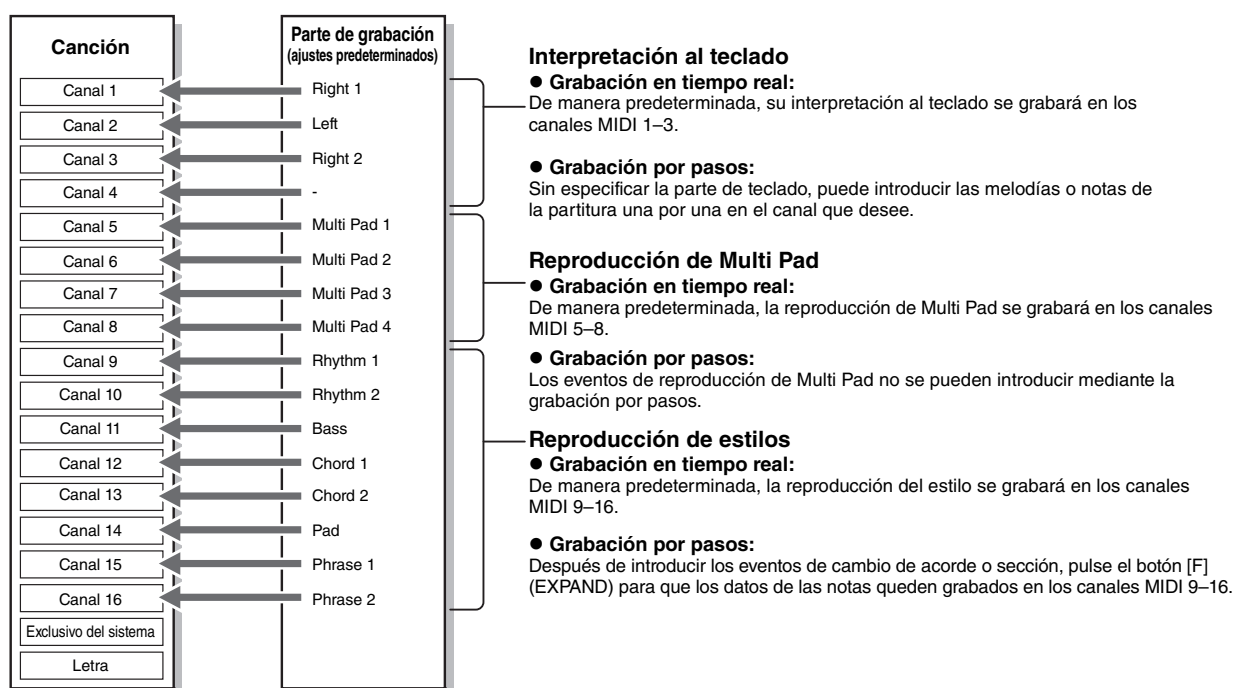 Canción
Canal 1
Canal 2
Canal 3
Canal 4
Canal 5
Canal 6
Canal 7
Canal 8
Canal 9
Canal 10
Canal 11
Canal 12
Canal 13
Canal 14
Canal 15
Canal 16
Exclusivo del sistema
Letra
Parte de grabación
(ajustes predeterminados)
Right 1
Left
Right 2
-
Multi Pad 1
Multi Pad 2
Multi Pad 3
Multi Pad 4
Rhythm 1
Rhythm 2
Bass
Chord 1
Chord 2
Pad
Phrase 1
Phrase 2
Interpretación al teclado
● Grabación en tiempo real:
De manera predeterminada, su interpretación al teclado se grabará en los
canales MIDI 1–3.
● Grabación por pasos:
Sin especificar la parte de teclado, puede introducir las melodías o notas de
la partitura una por una en el canal que desee.
Reproducción de Multi Pad
● Grabación en tiempo real:
De manera predeterminada, la reproducción de Multi Pad se grabará en los canales
MIDI 5–8.
● Grabación por pasos:
Los eventos de reproducción de Multi Pad no se pueden introducir mediante la
grabación por pasos.
Reproducción de estilos
● Grabación en tiempo real:
De manera predeterminada, la reproducción del estilo se grabará en los canales
MIDI 9–16.
● Grabación por pasos:
Después de introducir los eventos de cambio de acorde o sección, pulse el botón [F]
(EXPAND) para que los datos de las notas queden grabados en los canales MIDI 9–16.